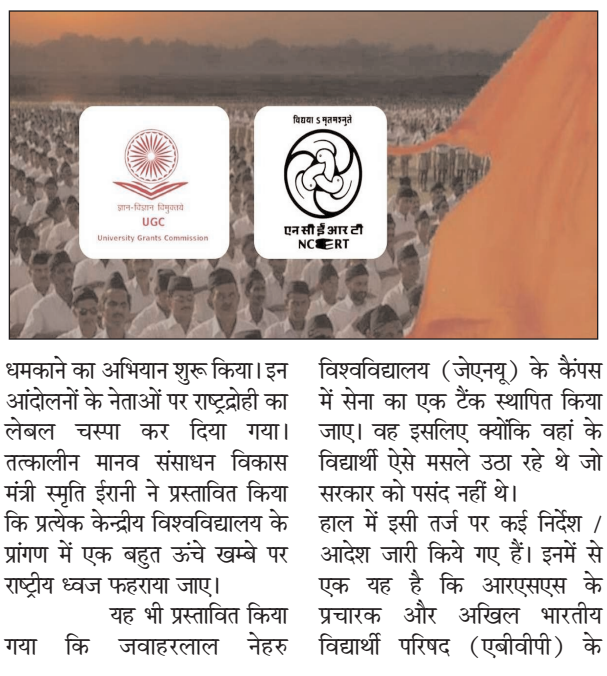 ज्ञान-विज्ञान विमुक्तये
UGC
University Grants Commission
विद्यया ऽ मृतमश्नुते
एन सी ई आर टी
NCERT
धमकाने का अभियान शुरू किया। इन
आंदोलनों के नेताओं पर राष्ट्रद्रोही का
लेबल चस्पा कर दिया गया।
तत्कालीन मानव संसाधन विकास
मंत्री स्मृति ईरानी ने प्रस्तावित किया
कि प्रत्येक केन्द्रीय विश्वविद्यालय के
प्रांगण में एक बहुत ऊंचे खम्बे पर
राष्ट्रीय ध्वज फहराया जाए।
यह भी प्रस्तावित किया
गया कि जवाहरलाल नेहरु
विश्वविद्यालय (जेएनयू) के कैंपस
में सेना का एक टैंक स्थापित किया
जाए। वह इसलिए क्योंकि वहां के
विद्यार्थी ऐसे मसले उठा रहे थे जो
सरकार को पसंद नहीं थे।
हाल में इसी तर्ज पर कई निर्देश /
आदेश जारी किये गए हैं। इनमें से
एक यह है कि आरएसएस के
प्रचारक और अखिल भारतीय
विद्यार्थी परिषद (एबीवीपी) के